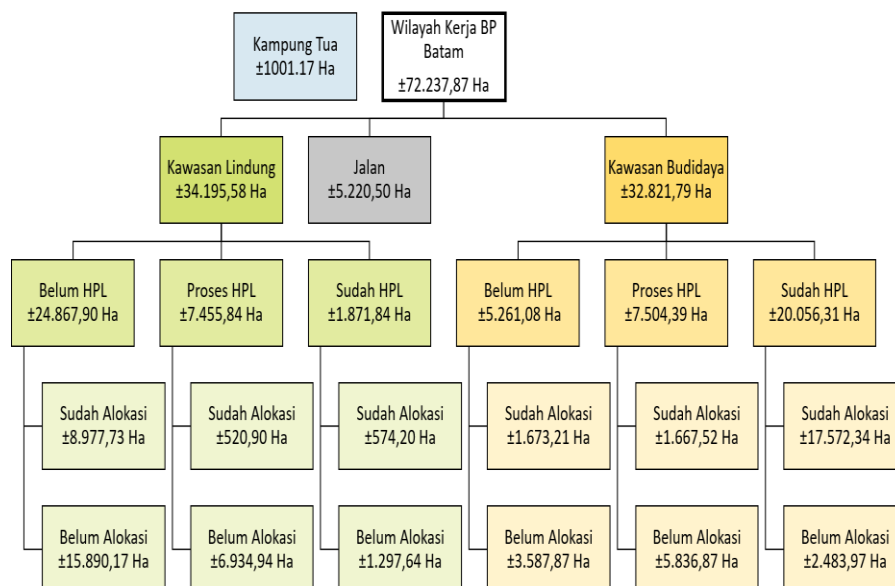 Kampung Tua
±1001.17 Ha
Wilayah Kerja BP
Batam
±72.237,87 Ha
Kawasan Lindung
±34.195,58 Ha
Jalan
±5.220,50 Ha
Kawasan Budidaya
±32.821,79 Ha
Belum HPL
±24.867,90 Ha
Proses HPL
±7.455,84 Ha
Sudah HPL
±1.871,84 Ha
Belum HPL
±5.261,08 Ha
Proses HPL
±7.504,39 Ha
Sudah HPL
±20.056,31 Ha
Sudah Alokasi
±8.977,73 Ha
Sudah Alokasi
±520,90 Ha
Sudah Alokasi
±574,20 Ha
Sudah Alokasi
±1.673,21 Ha
Sudah Alokasi
±1.667,52 Ha
Sudah Alokasi
±17.572,34 Ha
Belum Alokasi
±15.890,17 Ha
Belum Alokasi
±6.934,94 Ha
Belum Alokasi
±1.297,64 Ha
Belum Alokasi
±3.587,87 Ha
Belum Alokasi
±5.836,87 Ha
Belum Alokasi
±2.483,97 Ha